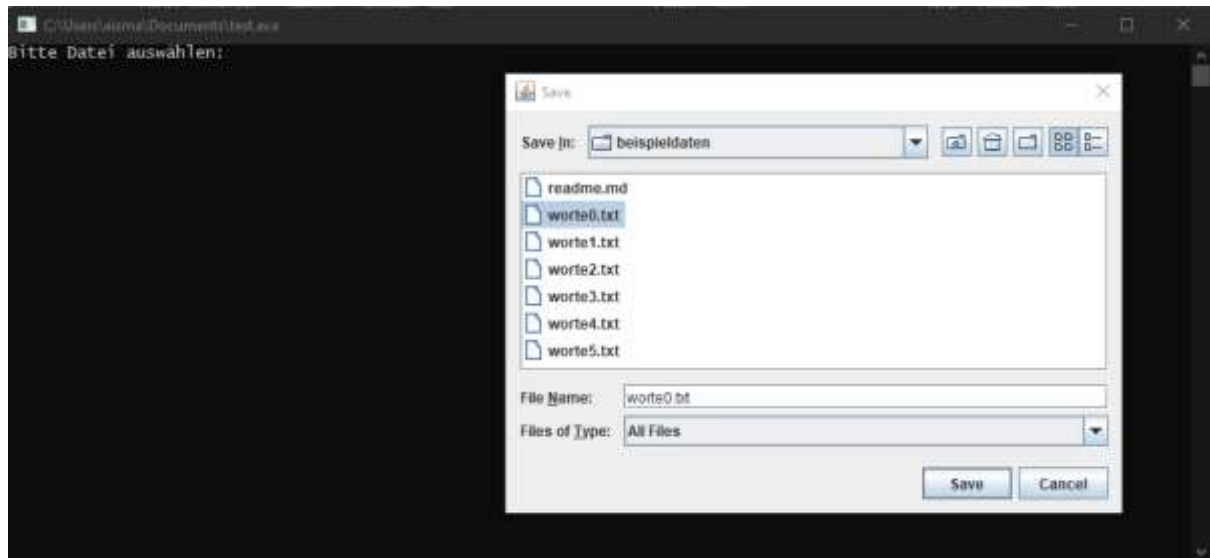 Bitte Datei auswählen:
Save
Save In: beispieldaten
readme.md
worte0.txt
worte1.txt
worte2.txt
worte3.txt
worte4.txt
worte5.txt
File Name: worte0.txt
Files of Type: All Files
Save Cancel